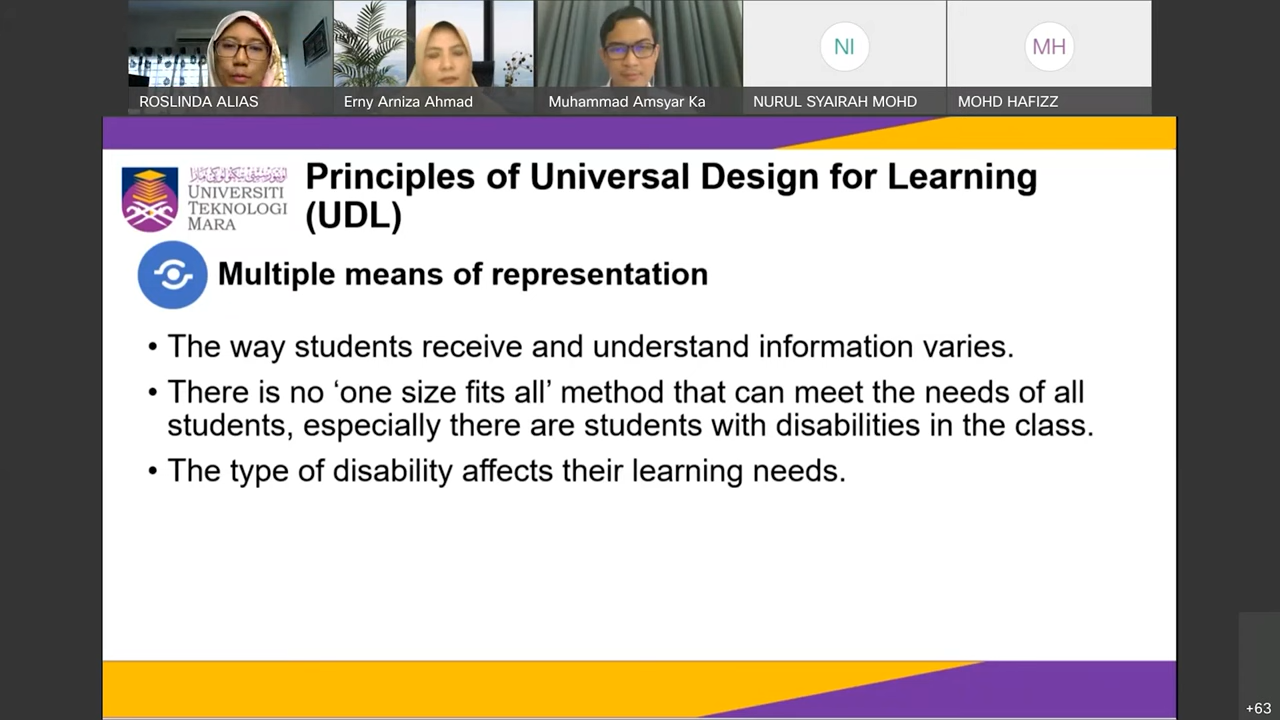 ROSLINDA ALIAS
Erny Arniza Ahmad
Muhammad Amsyar Ka
NI
NURUL SYAIRAH MOHD
MH
MOHD HAFIZZ
UNIVERSITI
TEKNOLOGI
MARA
Principles of Universal Design for Learning
(UDL)
Multiple means of representation
• The way students receive and understand information varies.
• There is no ‘one size fits all’ method that can meet the needs of all
students, especially there are students with disabilities in the class.
• The type of disability affects their learning needs.
+63